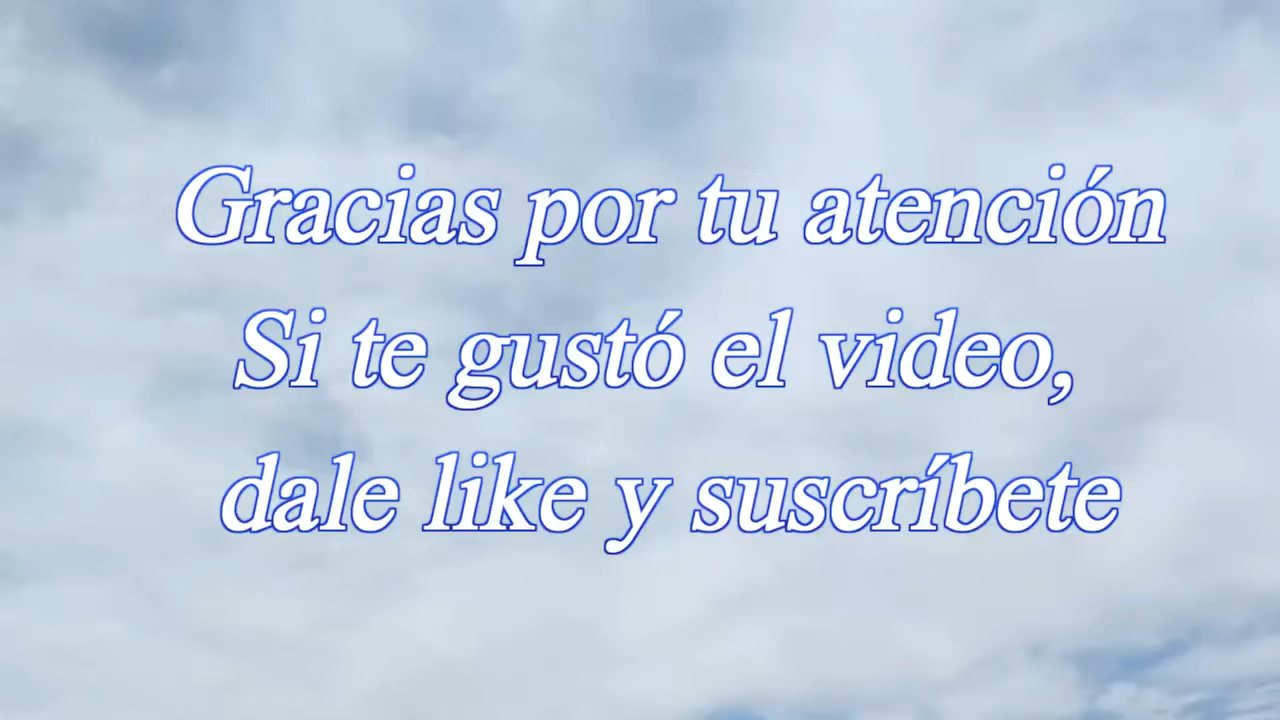 Gracias por tu atención
Si te gustó el video,
dale like y suscríbete